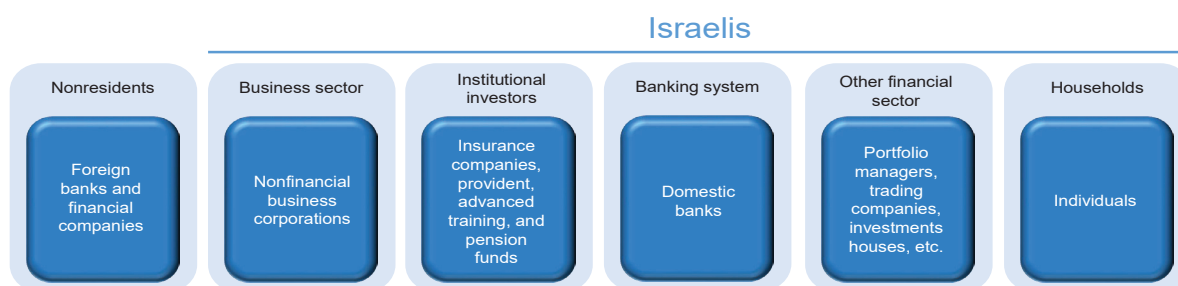 Israelis
Nonresidents
Foreign
banks and
financial
companies
Business sector
Nonfinancial
business
corporations
Institutional
investors
Insurance
companies,
provident,
advanced
training, and
pension
funds
Banking system
Domestic
banks
Other financial
sector
Portfolio
managers,
trading
companies,
investments
houses, etc.
Households
Individuals